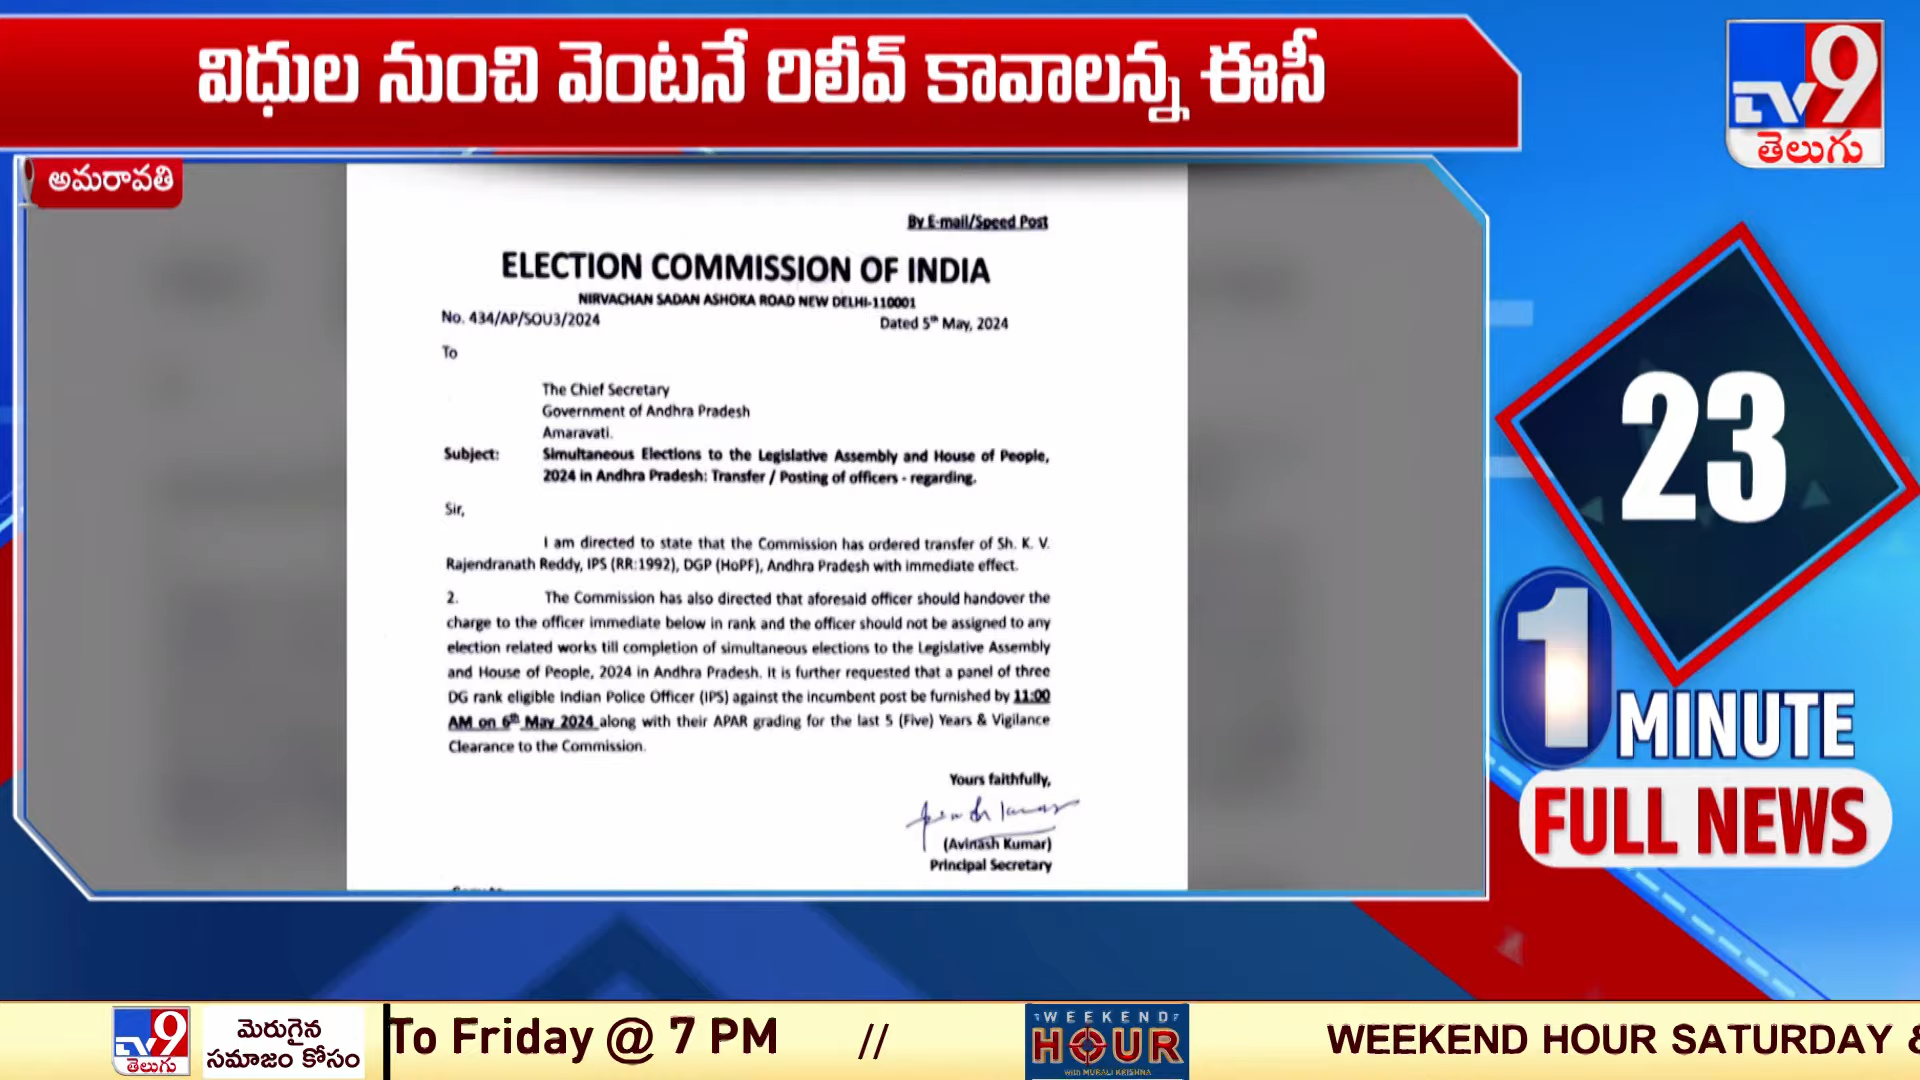 విధుల నుంచి వెంటనే రిలీవ్ కావాలన్న ఈసీ
TV9
తెలుగు
అమరావతి
By E-mail/Speed Post
ELECTION COMMISSION OF INDIA
NIRVACHAN SADAN ASHOKA ROAD NEW DELHI-110001
No. 434/AP/SOU3/2024 Dated 5th May, 2024
To
The Chief Secretary
Government of Andhra Pradesh
Amaravati.
Subject: Simultaneous Elections to the Legislative Assembly and House of People,
2024 in Andhra Pradesh: Transfer / Posting of officers - regarding.
Sir,
I am directed to state that the Commission has ordered transfer of Sh. K. V.
Rajendranath Reddy, IPS (RR:1992), DGP (HoPF), Andhra Pradesh with immediate effect.
2. The Commission has also directed that aforesaid officer should handover the
charge to the officer immediate below in rank and the officer should not be assigned to any
election related works till completion of simultaneous elections to the Legislative Assembly
and House of People, 2024 in Andhra Pradesh. It is further requested that a panel of three
DG rank eligible Indian Police Officer (IPS) against the incumbent post be furnished by 11:00
AM on 6th May 2024 along with their APAR grading for the last 5 (Five) Years & Vigilance
Clearance to the Commission.
Yours faithfully,
(Avinash Kumar)
Principal Secretary
23
1 MINUTE
FULL NEWS
TV9
తెలుగు
మెరుగైన
సమాజం కోసం
To Friday @ 7 PM //
WEEKEND
HOUR
with MURALI KRISHNA
WEEKEND HOUR SATURDAY &